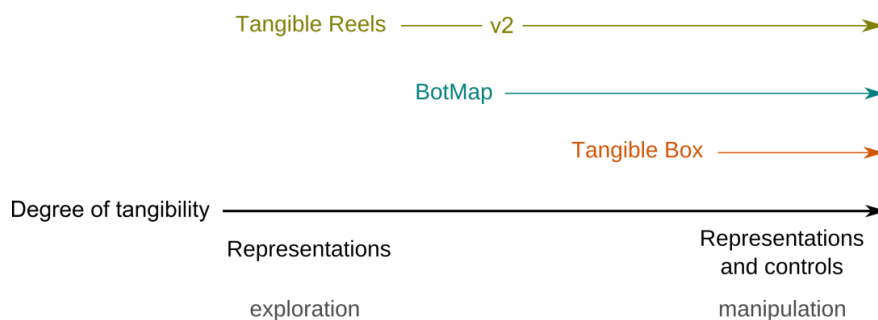 Tangible Reels v2
BotMap
Tangible Box
Degree of tangibility
Representations
Representations
and controls
exploration
manipulation